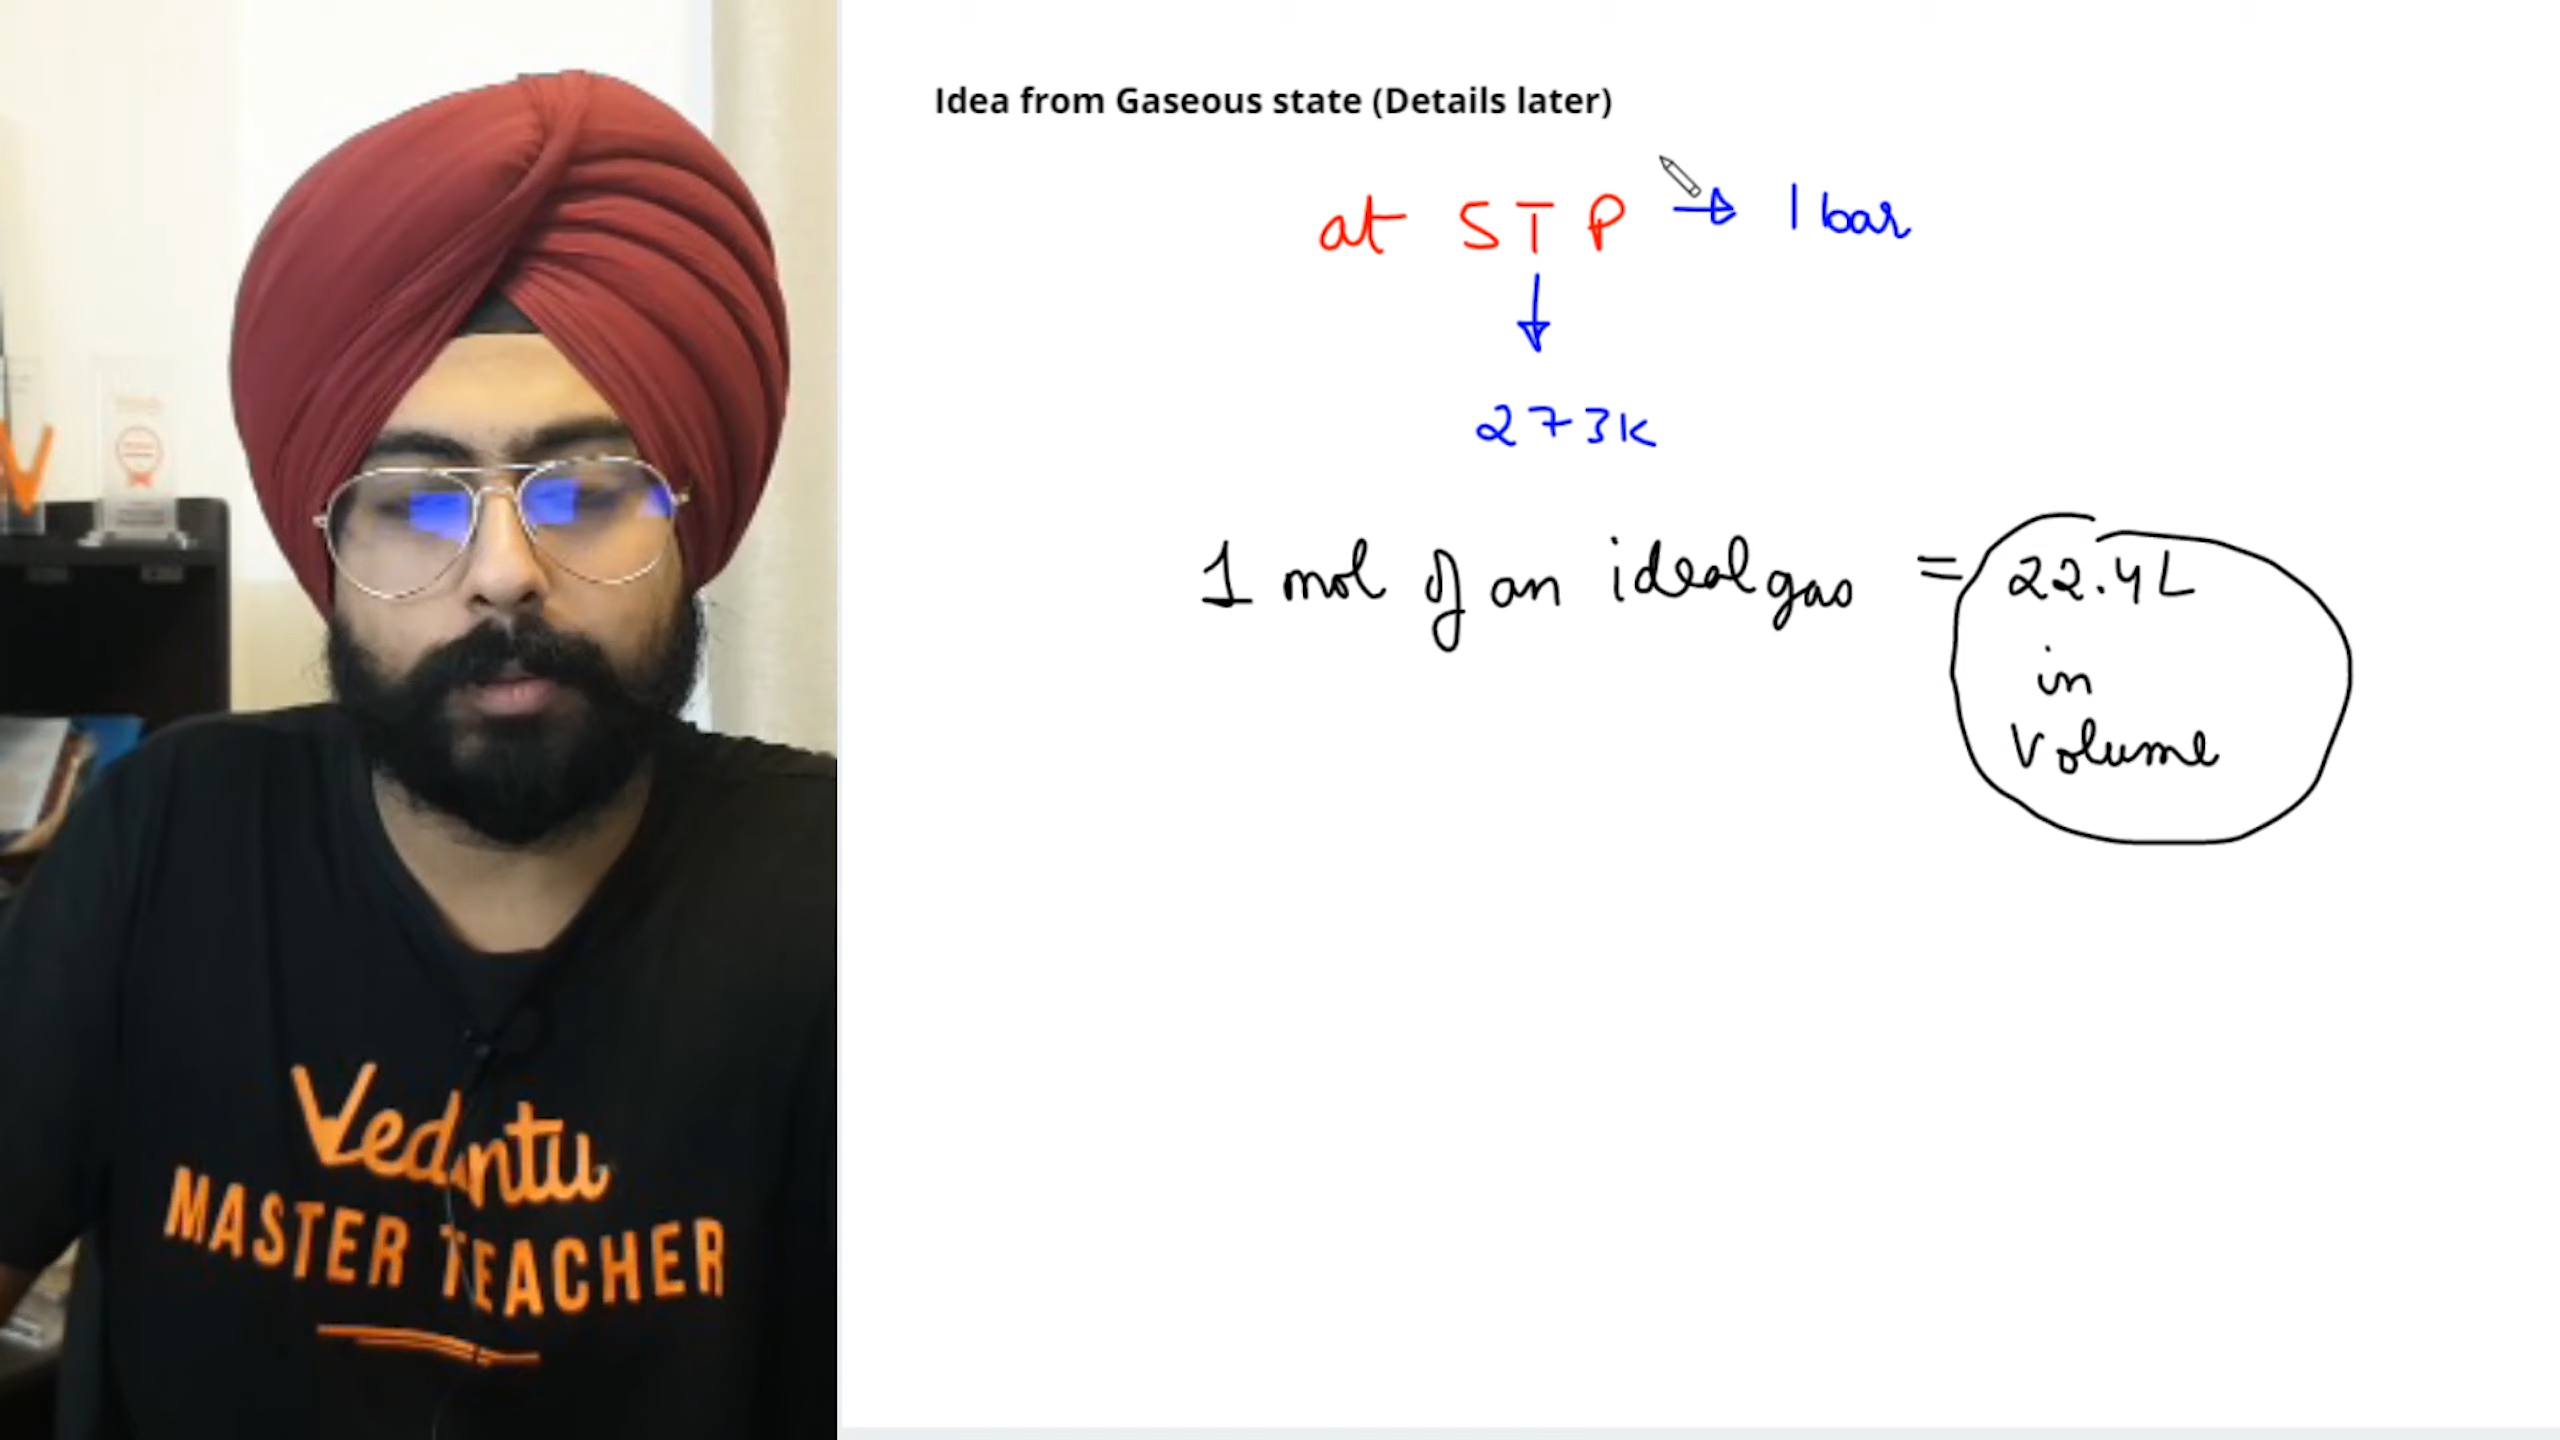 Idea from Gaseous state (Details later)
at STP → 1 bar
↓
273K
1 mol of an ideal gas = 22.4L
in
Volume
Vedantu
MASTER TEACHER